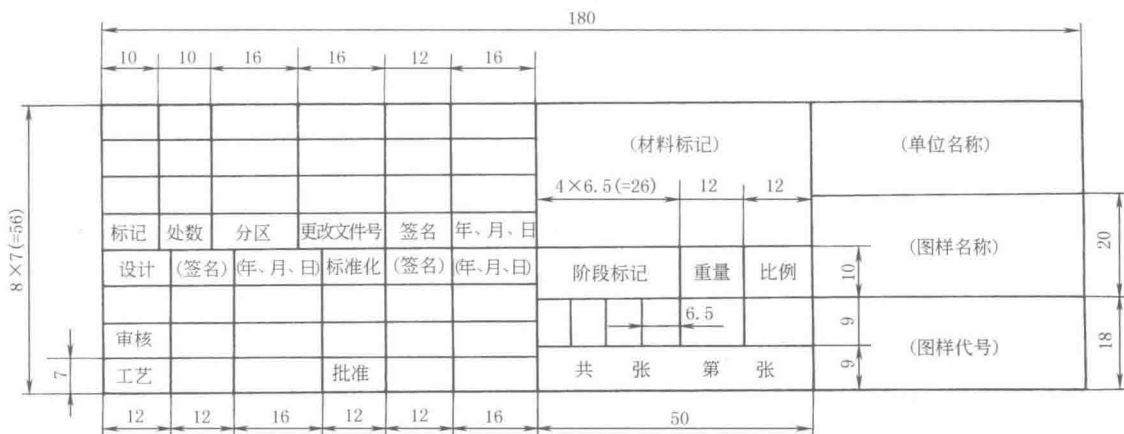 180
10 10 16 16 12 16
(材料标记) (单位名称)
4×6.5(=26) 12 12
标记 处数 分区 更改文件号 签名 年、月、日
8×7(=56)
设计 (签名) (年、月、日) 标准化 (签名) (年、月、日)
阶段标记 重量 比例 10 (图样名称) 20
6.5 9
审核
工艺 批准
7
共 张 第 张 9 (图样代号) 18
12 12 16 12 12 16 50